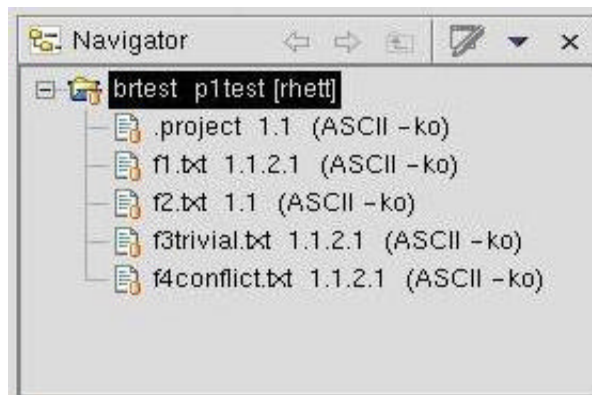 Navigator
brtest p1test [rhett]
.project 1.1 (ASCII -ko)
f1.txt 1.1.2.1 (ASCII -ko)
f2.txt 1.1 (ASCII -ko)
f3trivial.txt 1.1.2.1 (ASCII -ko)
f4conflict.txt 1.1.2.1 (ASCII -ko)